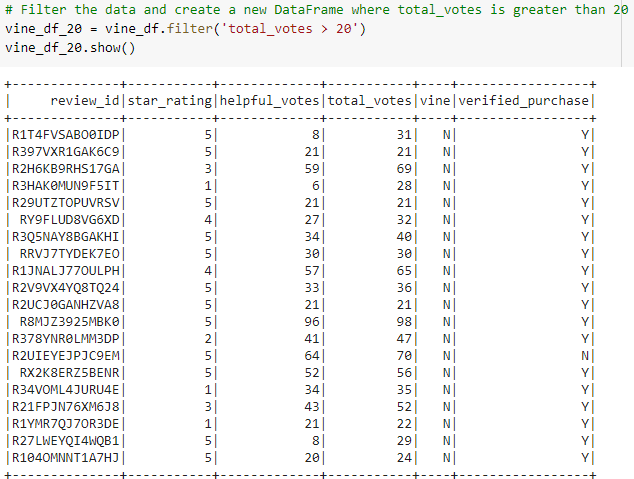 # Filter the data and create a new DataFrame where total_votes is greater than 20
vine_df_20 = vine_df.filter('total_votes > 20')
vine_df_20.show()
+--------------+-----------+-------------+-----------+----+-----------------+
|     review_id|star_rating|helpful_votes|total_votes|vine|verified_purchase|
+--------------+-----------+-------------+-----------+----+-----------------+
|R1T4FVSABO0IDP|          5|            8|         31|   N|                Y|
|R397VXR1GAK6C9|          5|           21|         21|   N|                Y|
|R2H6KB9RHS17GA|          3|           59|         69|   N|                Y|
|R3HAK0MUN9F5IT|          1|            6|         28|   N|                Y|
|R29UTZTOPUVRSV|          5|           21|         21|   N|                Y|
| RY9FLUD8VG6XD|          4|           27|         32|   N|                Y|
|R3Q5NAY8BGAKHI|          5|           34|         40|   N|                Y|
| RRVJ7TYDEK7EO|          5|           30|         30|   N|                Y|
|R1JNALJ77OULPH|          4|           57|         65|   N|                Y|
|R2V9VX4YQ8TQ24|          5|           33|         36|   N|                Y|
|R2UCJ0GANHZVA8|          5|           21|         21|   N|                Y|
| R8MJZ3925MBK0|          5|           96|         98|   N|                Y|
|R378YNR0LMM3DP|          2|           41|         47|   N|                Y|
|R2UIEYEJPJC9EM|          5|           64|         70|   N|                N|
| RX2K8ERZ5BENR|          5|           52|         56|   N|                Y|
|R34VOML4JURU4E|          1|           34|         35|   N|                Y|
|R21FPJN76XM6J8|          3|           43|         52|   N|                Y|
|R1YMR7QJ7OR3DE|          1|           21|         22|   N|                Y|
|R27LWEYQI4WQB1|          5|            8|         29|   N|                Y|
|R104OMNNT1A7HJ|          5|           20|         24|   N|                Y|
+--------------+-----------+-------------+-----------+----+-----------------+